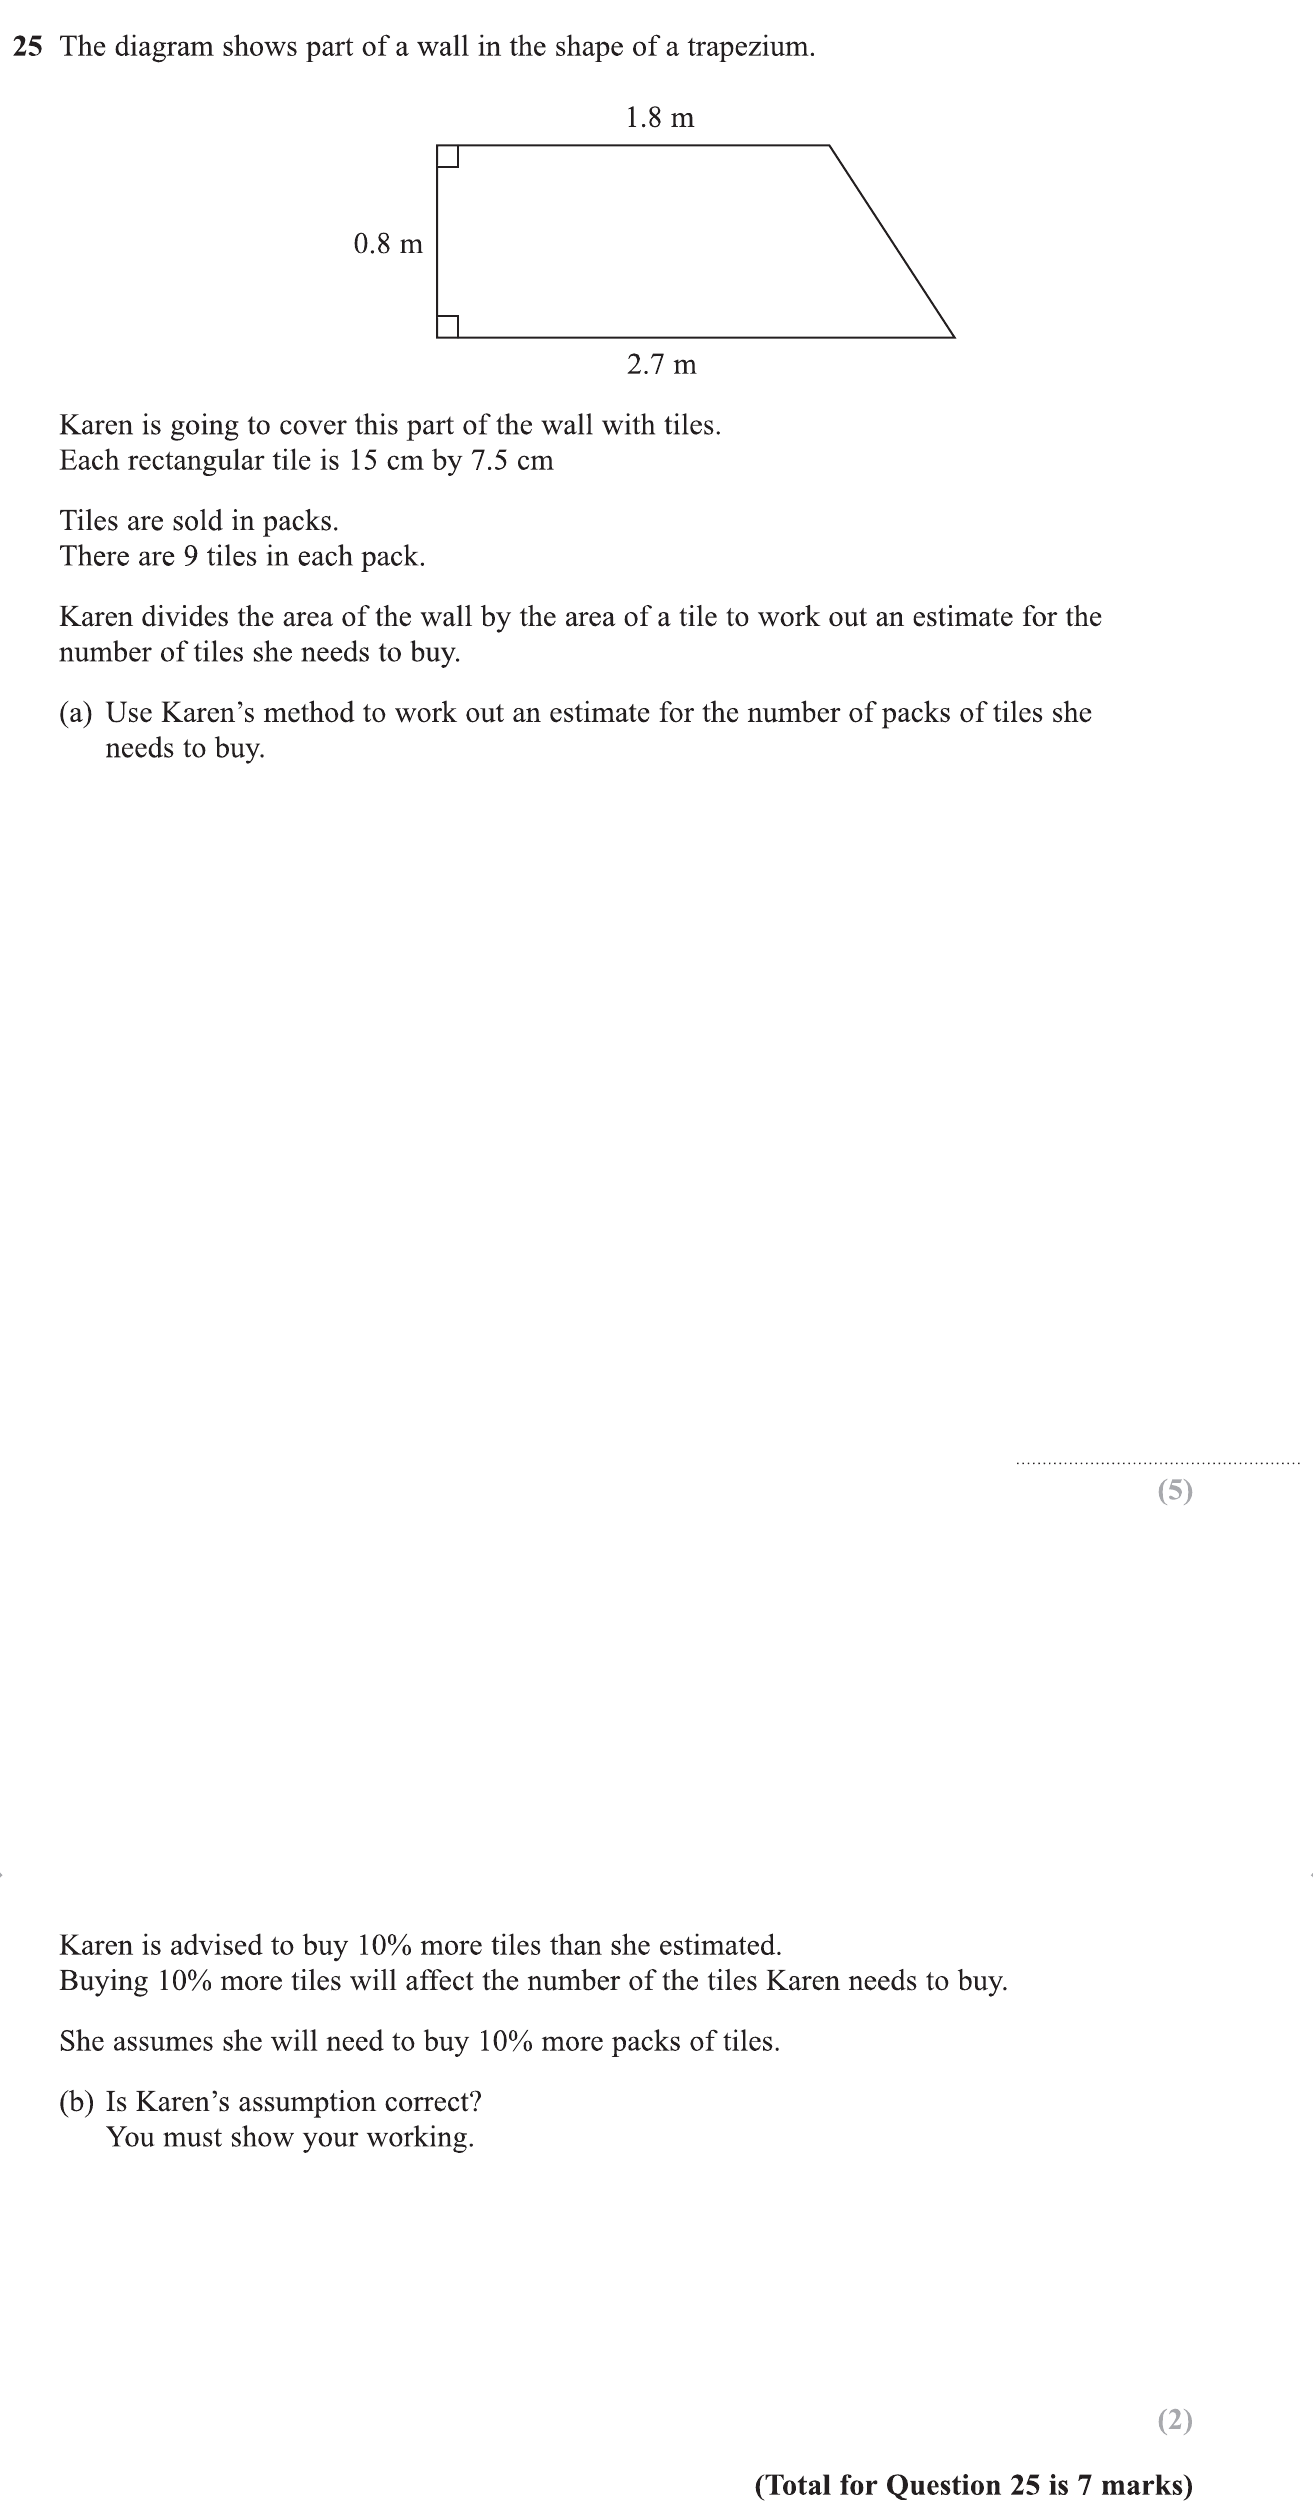 25 The diagram shows part of a wall in the shape of a trapezium.
1.8 m
0.8 m
2.7 m
Karen is going to cover this part of the wall with tiles.
Each rectangular tile is 15 cm by 7.5 cm
Tiles are sold in packs.
There are 9 tiles in each pack.
Karen divides the area of the wall by the area of a tile to work out an estimate for the
number of tiles she needs to buy.
(a) Use Karen’s method to work out an estimate for the number of packs of tiles she
needs to buy.
(5)
Karen is advised to buy 10% more tiles than she estimated.
Buying 10% more tiles will affect the number of the tiles Karen needs to buy.
She assumes she will need to buy 10% more packs of tiles.
(b) Is Karen’s assumption correct?
You must show your working.
(2)
(Total for Question 25 is 7 marks)